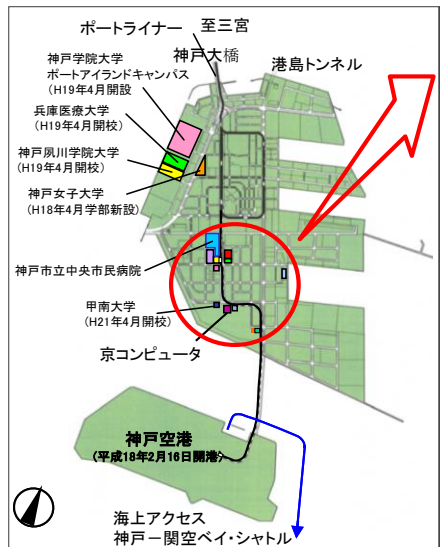 ポートライナー
至三宮
神戸大橋
港島トンネル
神戸学院大学
ポートアイランドキャンパス
(H19年4月開設
兵庫医療大学
(H19年4月開校)
神戸夙川学院大学
(H19年4月開校)
神戸女子大学
(H18年4月学部新設)
神戸市立中央市民病院
甲南大学
(H21年4月開校)
京コンピュータ
神戸空港
(平成18年2月16日開港)
海上アクセス
神戸－関空ベイ・シャトル